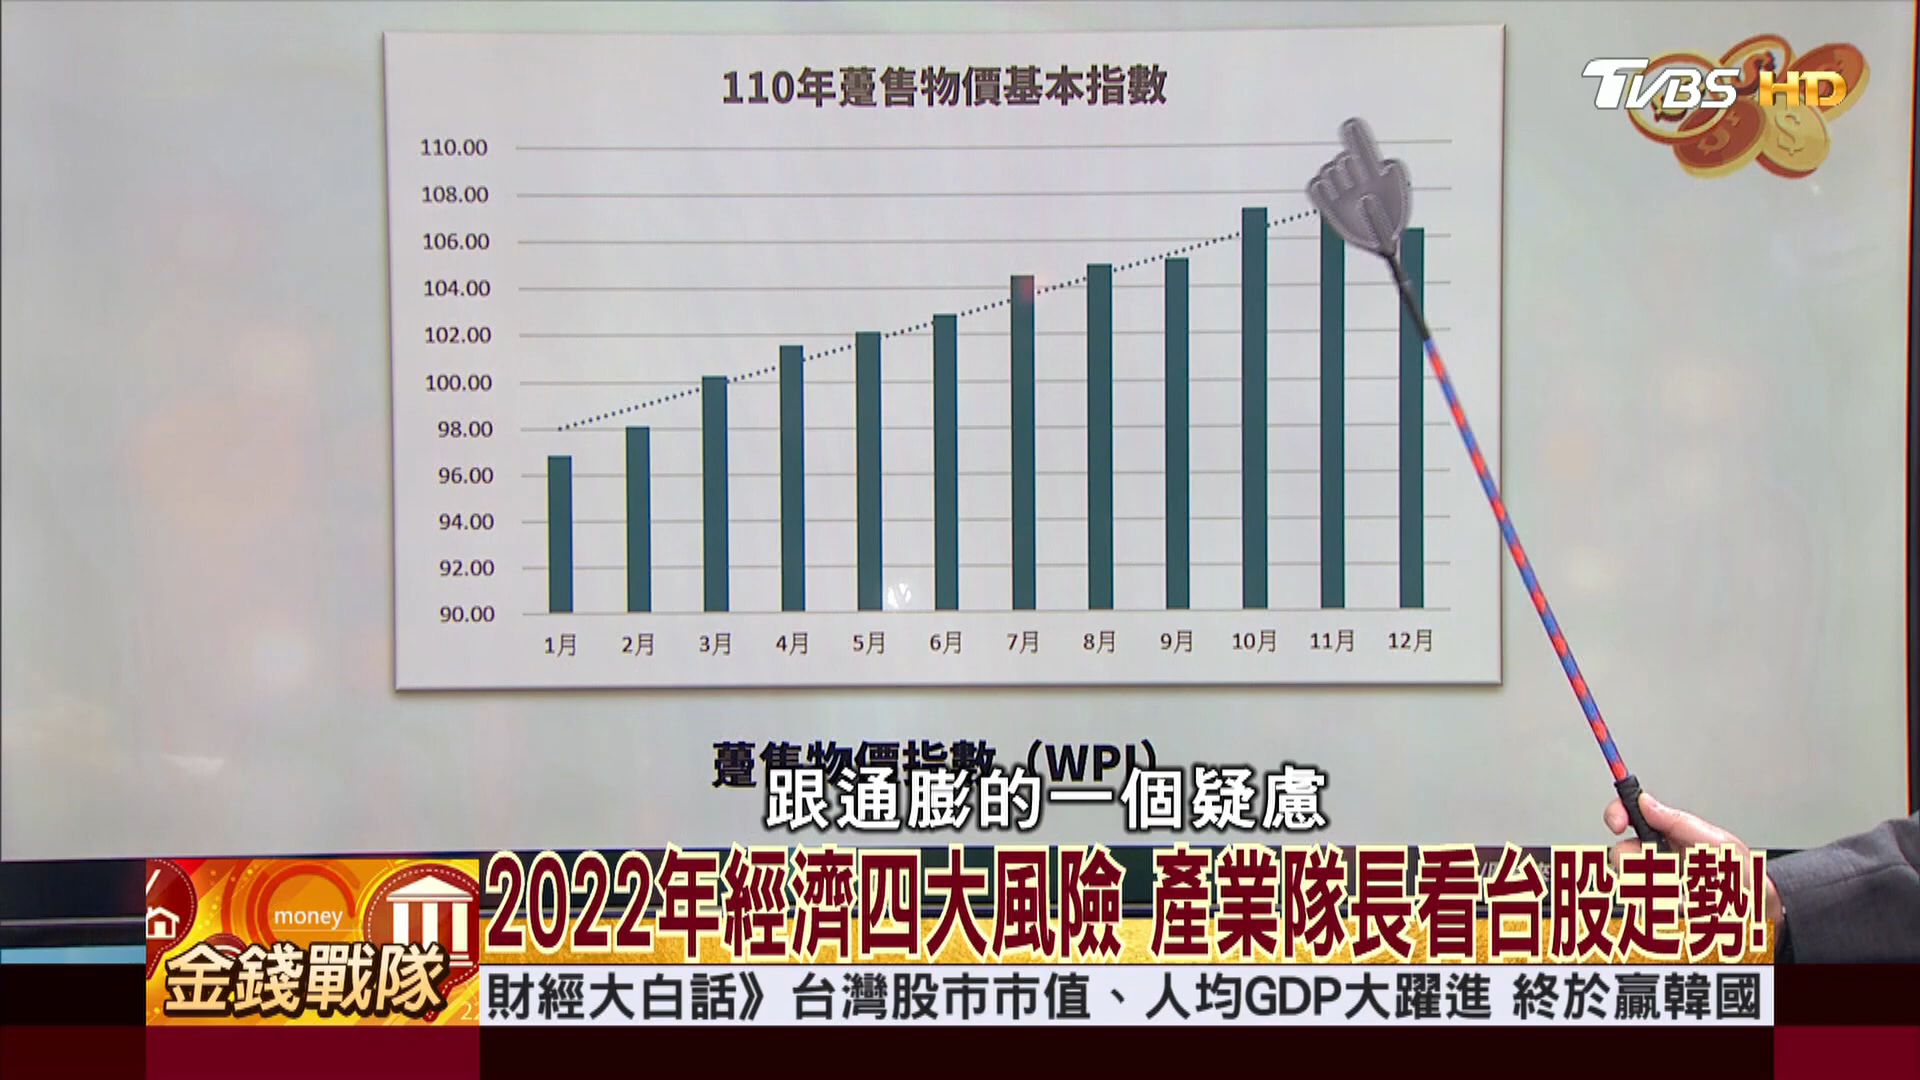 110年躉售物價基本指數
TVBS HD
110.00
108.00
106.00
104.00
102.00
100.00
98.00
96.00
94.00
92.00
90.00
1月 2月 3月 4月 5月 6月 7月 8月 9月 10月 11月 12月
躉售物價指數（WPI）
跟通膨的一個疑慮
2022年經濟四大風險 產業隊長看台股走勢!
money
金錢戰隊
財經大白話》台灣股市市值、人均GDP大躍進 終於贏韓國